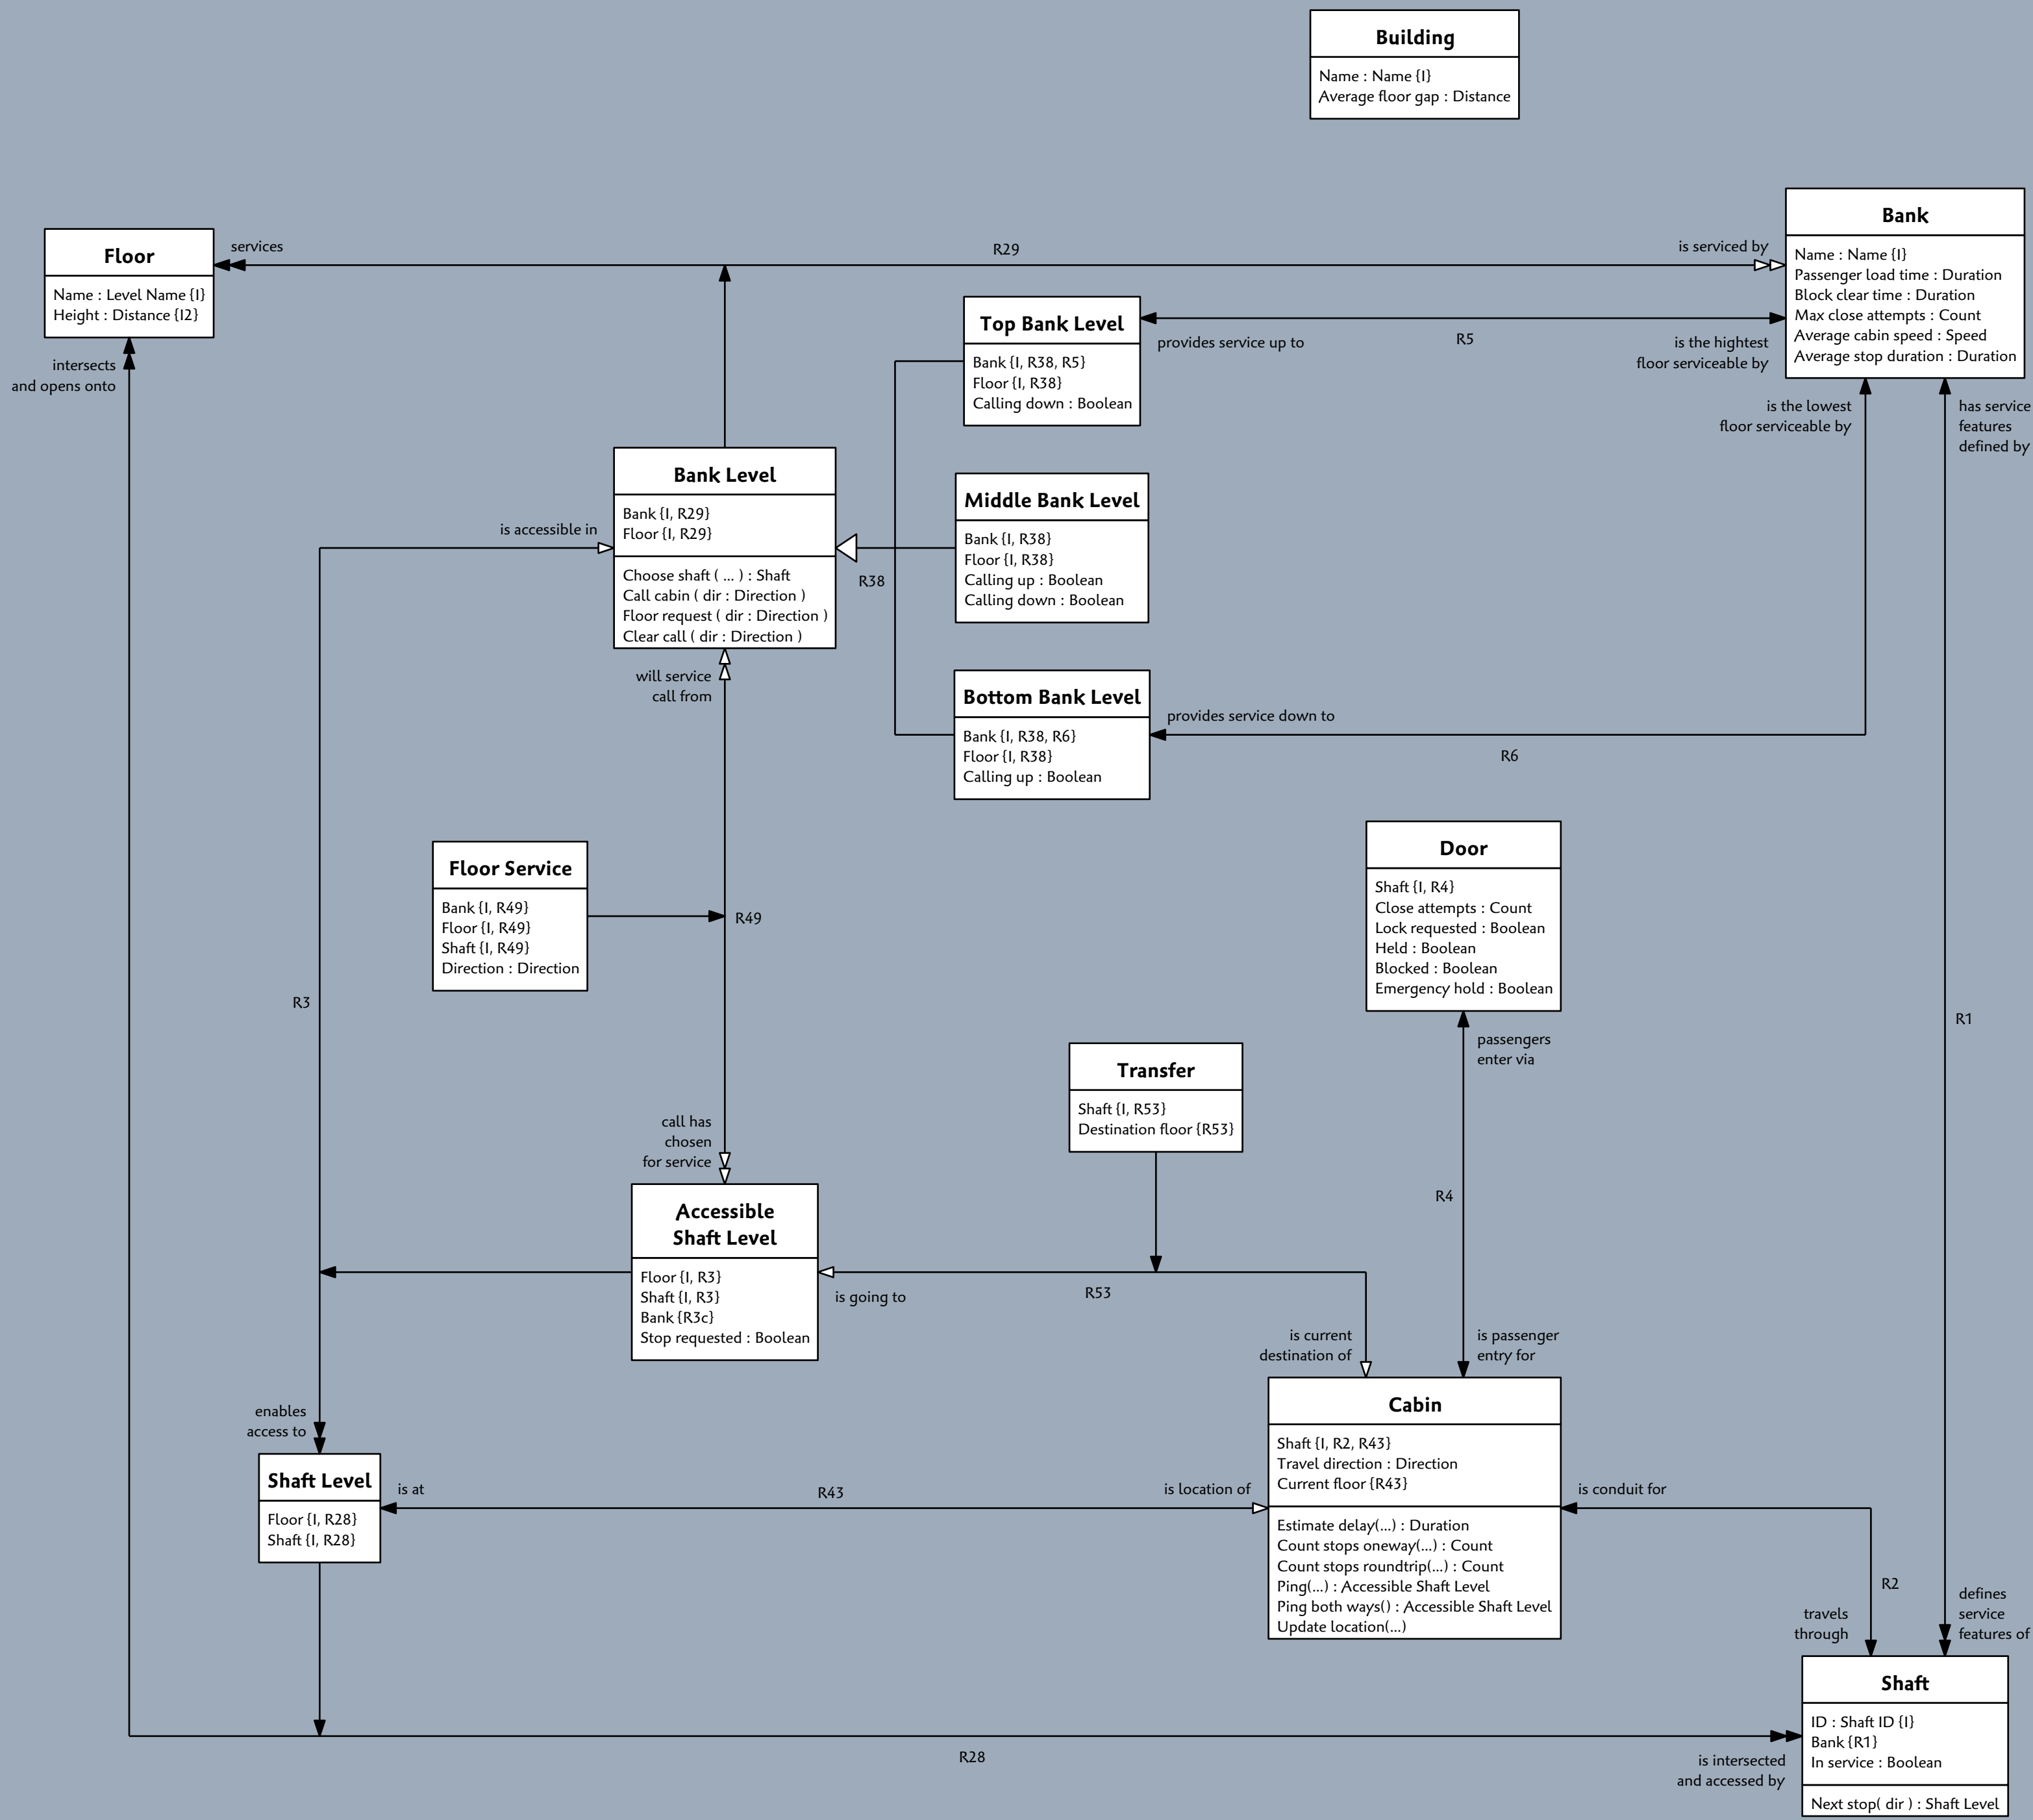 Building
Name : Name {I}
Average floor gap : Distance
Bank
Name : Name {I}
Passenger load time : Duration
Block clear time : Duration
Max close attempts : Count
Average cabin speed : Speed
Average stop duration : Duration
Floor
Name : Level Name {I}
Height : Distance {I2}
services
R29
is serviced by
intersects
and opens onto
Top Bank Level
Bank {I, R38, R5}
Floor {I, R38}
Calling down : Boolean
provides service up to
R5
is the highest
floor serviceable by
is the lowest
floor serviceable by
has service
features
defined by
Bank Level
Bank {I, R29}
Floor {I, R29}
Choose shaft ( ... ) : Shaft
Call cabin ( dir : Direction )
Floor request ( dir : Direction )
Clear call ( dir : Direction )
is accessible in
R38
Middle Bank Level
Bank {I, R38}
Floor {I, R38}
Calling up : Boolean
Calling down : Boolean
will service
call from
Bottom Bank Level
Bank {I, R38, R6}
Floor {I, R38}
Calling up : Boolean
provides service down to
R6
Floor Service
Bank {I, R49}
Floor {I, R49}
Shaft {I, R49}
Direction : Direction
R49
Door
Shaft {I, R4}
Close attempts : Count
Lock requested : Boolean
Held : Boolean
Blocked : Boolean
Emergency hold : Boolean
R3
R1
passengers
enter via
Transfer
Shaft {I, R53}
Destination floor {R53}
call has
chosen
for service
R4
Accessible
Shaft Level
Floor {I, R3}
Shaft {I, R3}
Bank {R3c}
Stop requested : Boolean
is going to
R53
is current
destination of
is passenger
entry for
enables
access to
Cabin
Shaft {I, R2, R43}
Travel direction : Direction
Current floor {R43}
Estimate delay(...) : Duration
Count stops oneway(...) : Count
Count stops roundtrip(...) : Count
Ping(...) : Accessible Shaft Level
Ping both ways() : Accessible Shaft Level
Update location(...)
Shaft Level
Floor {I, R28}
Shaft {I, R28}
is at
R43
is location of
is conduit for
R2
travels
through
defines
service
features of
Shaft
ID : Shaft ID {I}
Bank {R1}
In service : Boolean
Next stop( dir ) : Shaft Level
R28
is intersected
and accessed by